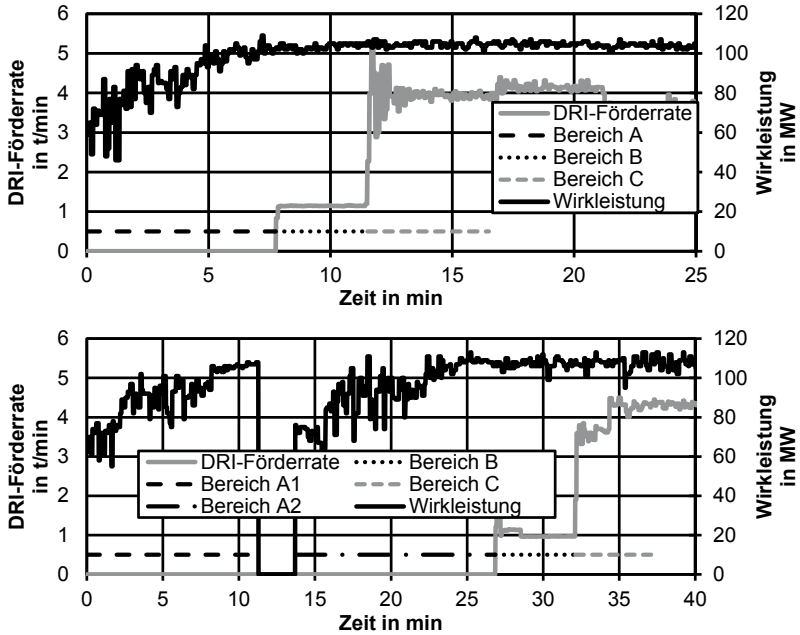 6
5
4
3
2
1
0
DRI-Förderrate
in t/min
120
100
80
60
40
20
0
Wirkleistung
in MW
DRI-Förderrate
Bereich A
Bereich B
Bereich C
Wirkleistung
0 5 10 15 20 25
Zeit in min
6
5
4
3
2
1
0
DRI-Förderrate
in t/min
120
100
80
60
40
20
0
Wirkleistung
in MW
DRI-Förderrate Bereich B
Bereich A1 Bereich C
Bereich A2 Wirkleistung
0 5 10 15 20 25 30 35 40
Zeit in min